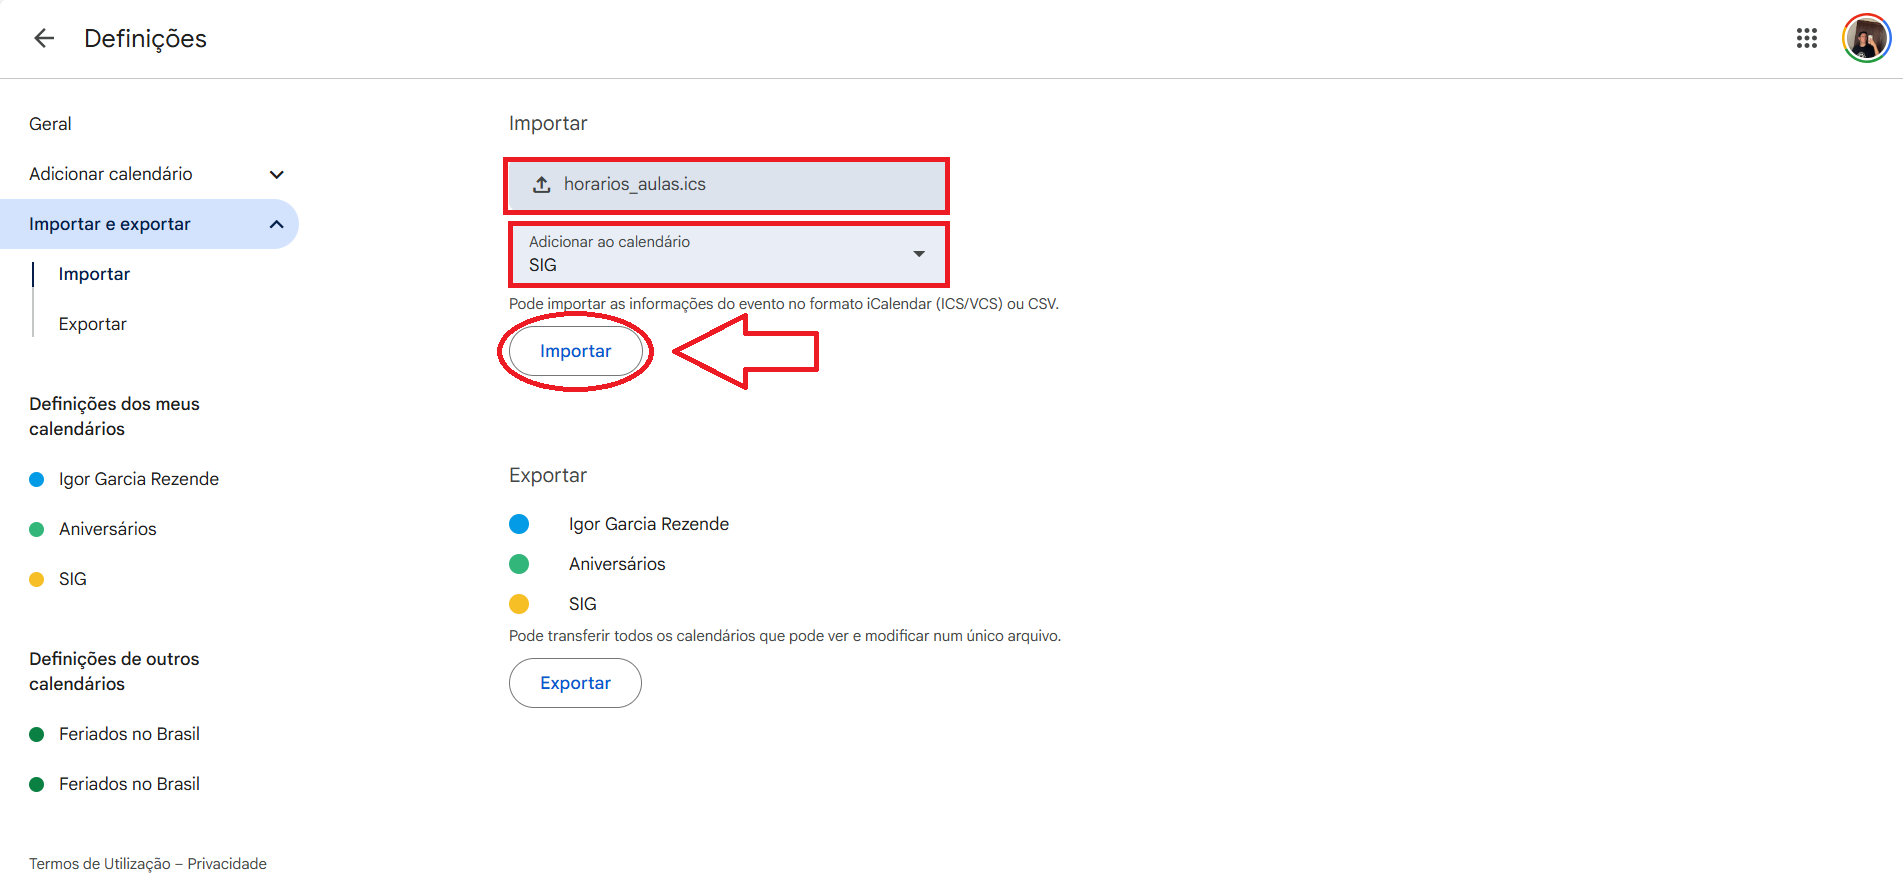 Definições
Geral
Adicionar calendário
Importar e exportar
Importar
Exportar
Definições dos meus
calendários
Igor Garcia Rezende
Aniversários
SIG
Definições de outros
calendários
Feriados no Brasil
Feriados no Brasil
Termos de Utilização – Privacidade
Importar
horarios_aulas.ics
Adicionar ao calendário
SIG
Pode importar as informações do evento no formato iCalendar (ICS/VCS) ou CSV.
Importar
Exportar
Igor Garcia Rezende
Aniversários
SIG
Pode transferir todos os calendários que pode ver e modificar num único arquivo.
Exportar